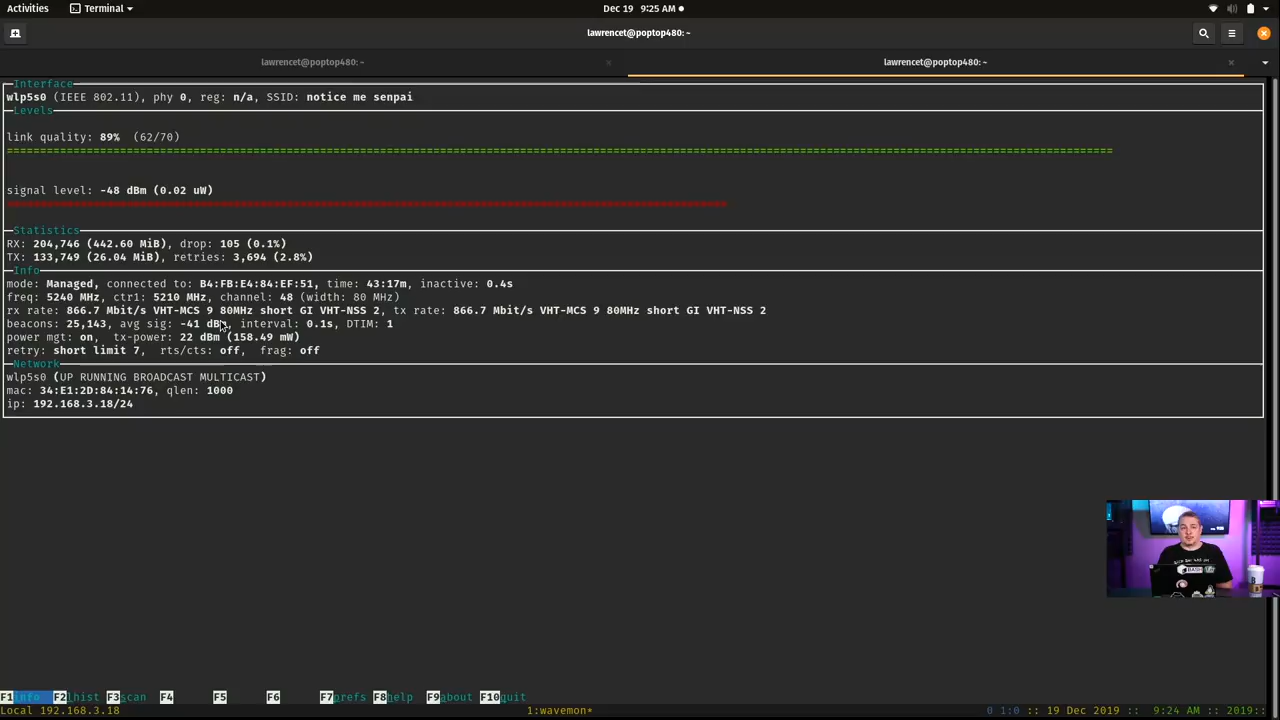 Activities Terminal Dec 19 9:25 AM
lawrencet@poptop480: ~
lawrencet@poptop480: ~ × lawrencet@poptop480: ~ ×
Interface
wlp5s0 (IEEE 802.11), phy 0, reg: n/a, SSID: notice me senpai
Levels
link quality: 89% (62/70)
signal level: -48 dBm (0.02 uW)
Statistics
RX: 204,746 (442.60 MiB), drop: 105 (0.1%)
TX: 133,749 (26.04 MiB), retries: 3,694 (2.8%)
Info
mode: Managed, connected to: B4:FB:E4:84:EF:51, time: 43:17m, inactive: 0.4s
freq: 5240 MHz, ctr1: 5210 MHz, channel: 48 (width: 80 MHz)
rx rate: 866.7 Mbit/s VHT-MCS 9 80MHz short GI VHT-NSS 2, tx rate: 866.7 Mbit/s VHT-MCS 9 80MHz short GI VHT-NSS 2
beacons: 25,143, avg sig: -41 dBm, interval: 0.1s, DTIM: 1
power mgt: on, tx-power: 22 dBm (158.49 mW)
retry: short limit 7, rts/cts: off, frag: off
Network
wlp5s0 (UP RUNNING BROADCAST MULTICAST)
mac: 34:E1:2D:84:14:76, qlen: 1000
ip: 192.168.3.18/24
BASH
F1info F2lhist F3scan F4 F5 F6 F7prefs F8help F9about F10quit
Local 192.168.3.18 1:wavemon* 0 1:0 :: 19 Dec 2019 :: 9:24 AM :: 2019::